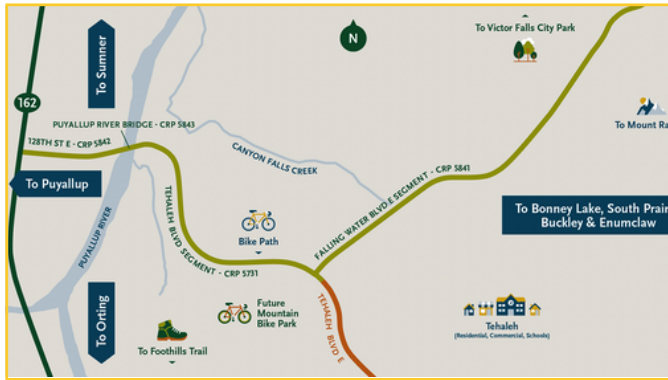 To Victor Falls City Park
N
To Sumner
162
To Mount Ra
PUYALLUP RIVER BRIDGE - CRP 5843
128TH ST E - CRP 5842
CANYON FALLS CREEK
FALLING WATER BLVD E SEGMENT - CRP 5841
To Puyallup
To Bonney Lake, South Prair
Buckley & Enumclaw
TEHALEH BLVD SEGMENT - CRP 5731
PUYALLUP RIVER
Bike Path
To Orting
Future
Mountain
Bike Park
TEHALEH BLVD E
Tehaleh
(Residential, Commercial, Schools)
To Foothills Trail